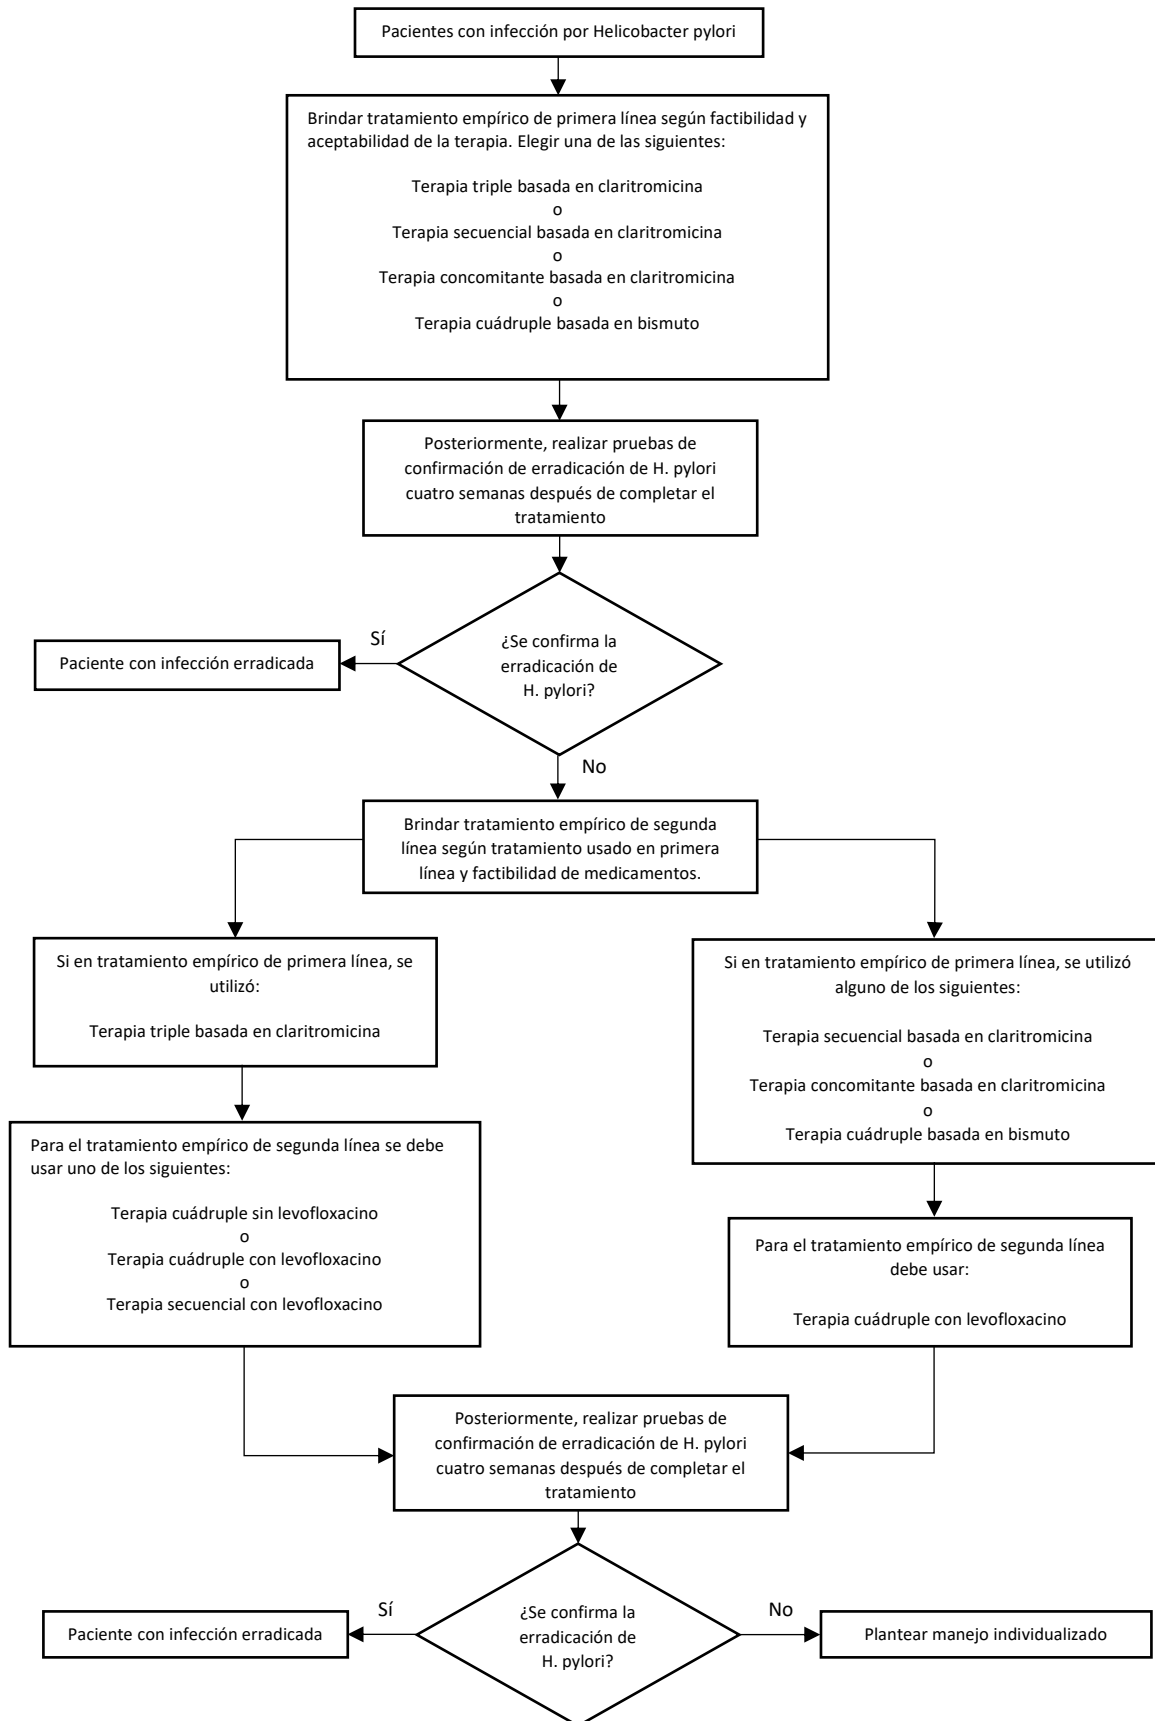 Pacientes con infección por Helicobacter pylori
Brindar tratamiento empírico de primera línea según factibilidad y
aceptabilidad de la terapia. Elegir una de las siguientes:
Terapia triple basada en claritromicina
o
Terapia secuencial basada en claritromicina
o
Terapia concomitante basada en claritromicina
o
Terapia cuádruple basada en bismuto
Posteriormente, realizar pruebas de
confirmación de erradicación de H. pylori
cuatro semanas después de completar el
tratamiento
¿Se confirma la
erradicación de
H. pylori?
Sí
Paciente con infección erradicada
No
Brindar tratamiento empírico de segunda
línea según tratamiento usado en primera
línea y factibilidad de medicamentos.
Si en tratamiento empírico de primera línea, se
utilizó:
Terapia triple basada en claritromicina
Para el tratamiento empírico de segunda línea se debe
usar uno de los siguientes:
Terapia cuádruple sin levofloxacino
o
Terapia cuádruple con levofloxacino
o
Terapia secuencial con levofloxacino
Si en tratamiento empírico de primera línea, se utilizó
alguno de los siguientes:
Terapia secuencial basada en claritromicina
o
Terapia concomitante basada en claritromicina
o
Terapia cuádruple basada en bismuto
Para el tratamiento empírico de segunda línea
debe usar:
Terapia cuádruple con levofloxacino
Posteriormente, realizar pruebas de
confirmación de erradicación de H. pylori
cuatro semanas después de completar el
tratamiento
¿Se confirma la
erradicación de
H. pylori?
Sí
Paciente con infección erradicada
No
Plantear manejo individualizado